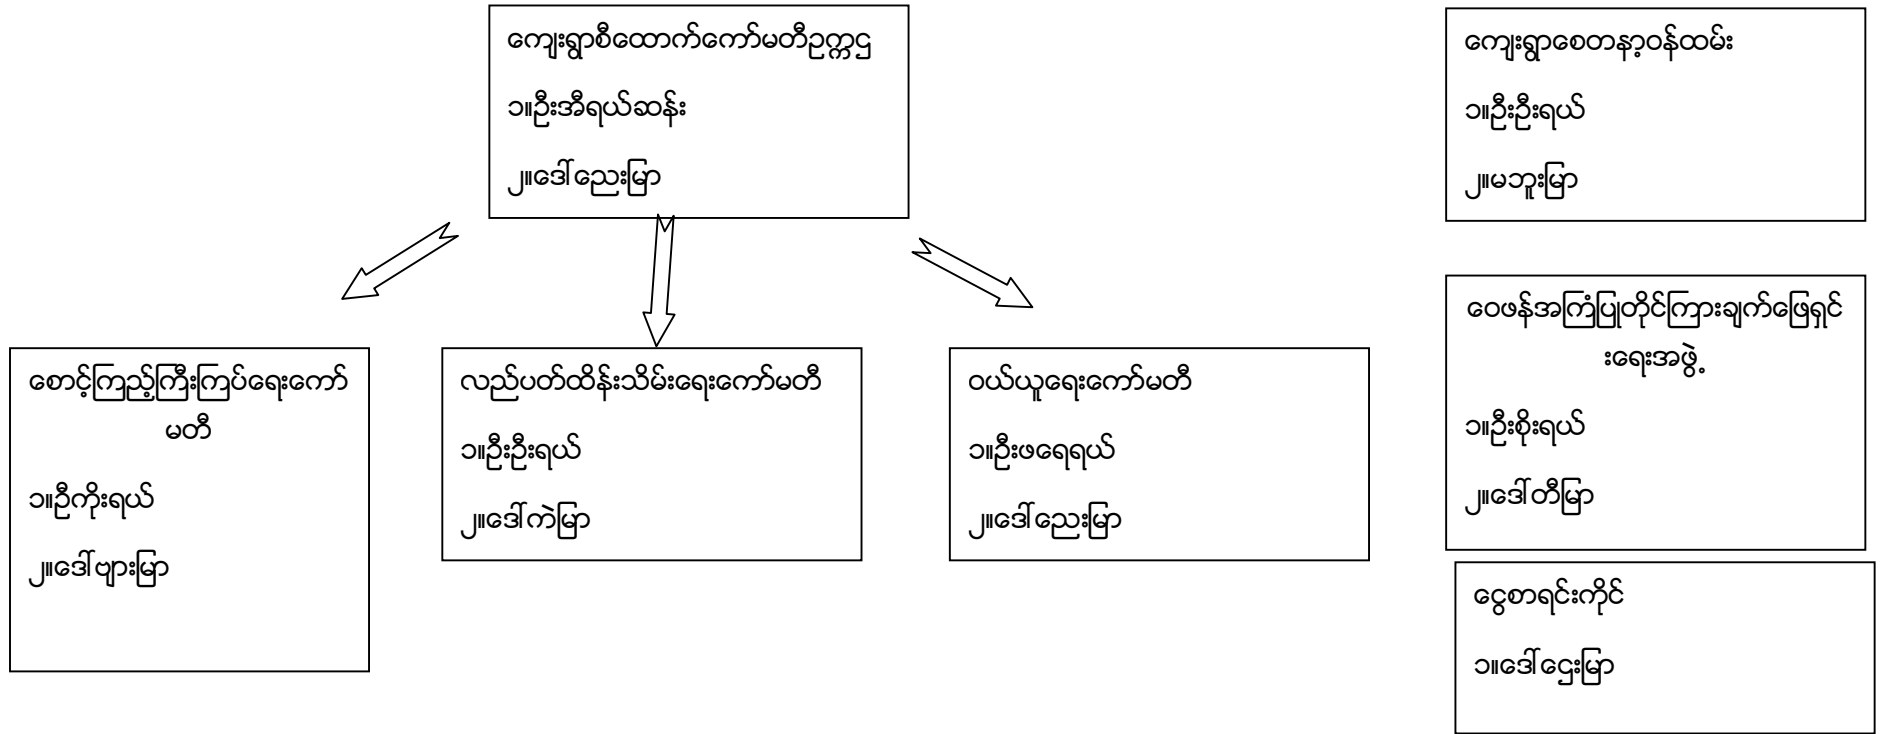 ကျေးရွာစီထောက်ကော်မတီဥက္ကဌ
၁။ဦးအီရယ်ဆန်း
၂။ဒေါ်ညေးမြာ
ကျေးရွာစေတနာ့ဝန်ထမ်း
၁။ဦးဦးရယ်
၂။မဘူးမြာ
စောင့်ကြည့်ကြီးကြပ်ရေးကော်
မတီ
၁။ဦကိုးရယ်
၂။ဒေါ်ဗျားမြာ
လည်ပတ်ထိန်းသိမ်းရေးကော်မတီ
၁။ဦးဦးရယ်
၂။ဒေါ်ကဲမြာ
ဝယ်ယူရေးကော်မတီ
၁။ဦးဖရေရယ်
၂။ဒေါ်ညေးမြာ
ဝေဖန်အကြံပြုတိုင်ကြားချက်ဖြေရှင်
းရေးအဖွဲ့
၁။ဦးစိုးရယ်
၂။ဒေါ်တီမြာ
ငွေစာရင်းကိုင်
၁။ဒေါ်ဌေးမြာ